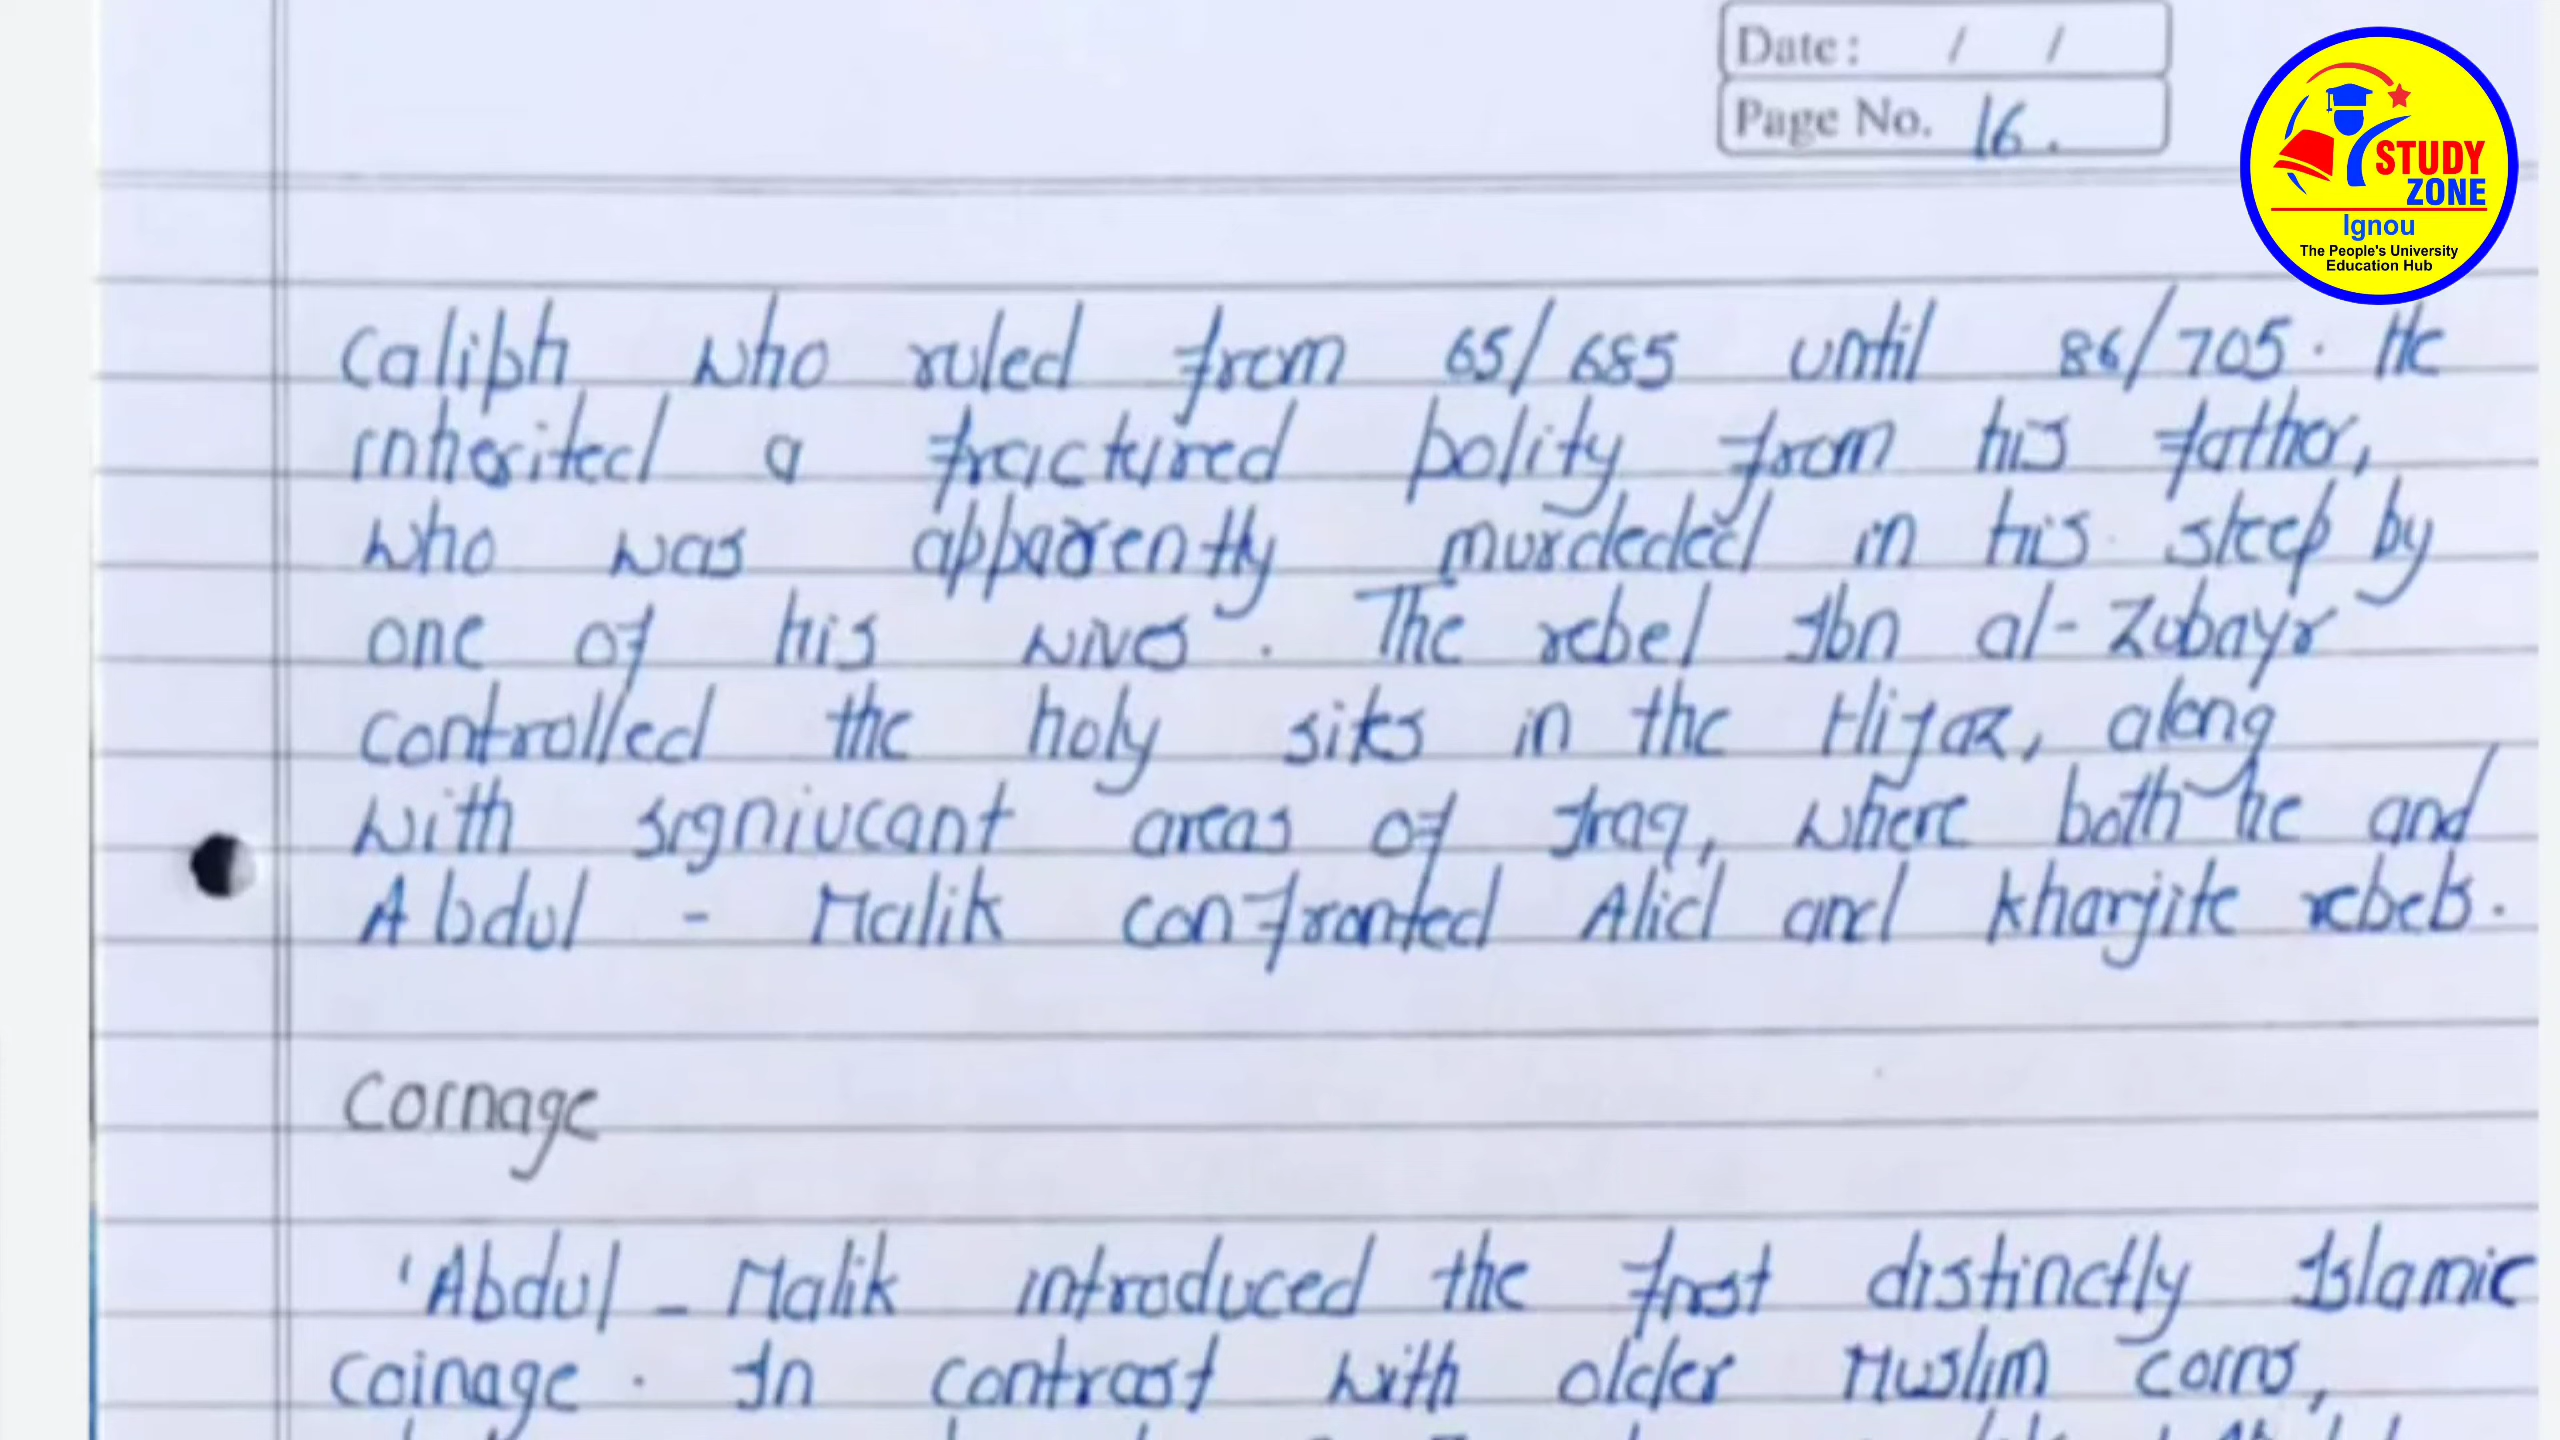 Date: / /
Page No. 16.
STUDY
ZONE
Ignou
The People's University
Education Hub
Caliph who ruled from 65/685 until 86/705. He
inherited a fractured polity from his father,
who was apparently murdeded in his sleep by
one of his wives. The rebel Ibn al-Zubayr
controlled the holy sites in the Hijaz, along
with signiucant areas of Iraq, where both he and
Abdul - Malik confronted Alid and Kharjite rebels.
Coinage
'Abdul - Malik introduced the first distinctly Islamic
coinage. In contrast with older Muslim coins,